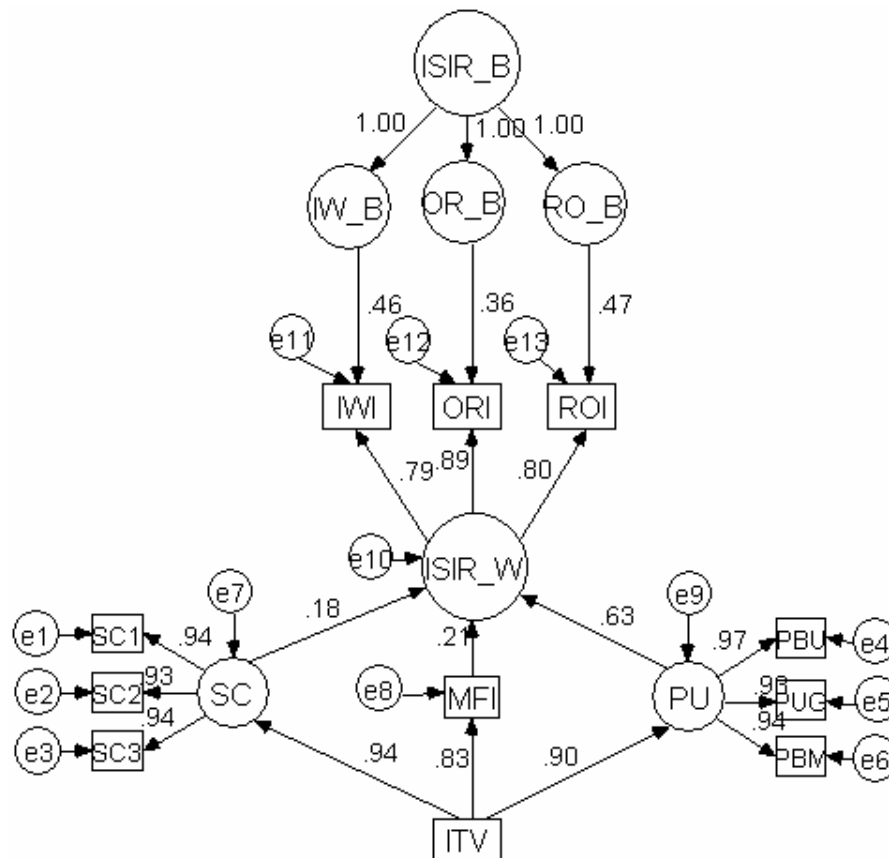 ISIR_B
1.00 1.00 1.00
IW_B OR_B RO_B
.46 .36 .47
e11 e12 e13
IWI ORI ROI
.79 .89 .80
e10 ISIR_W
e7 e9
.18 .21 .63
e1 SC1 .94 .97 PBU e4
e2 SC2 .93 SC e8 MFI PU e5
e3 SC3 .94 .94 PBM e6
.94 .83 .90
ITV